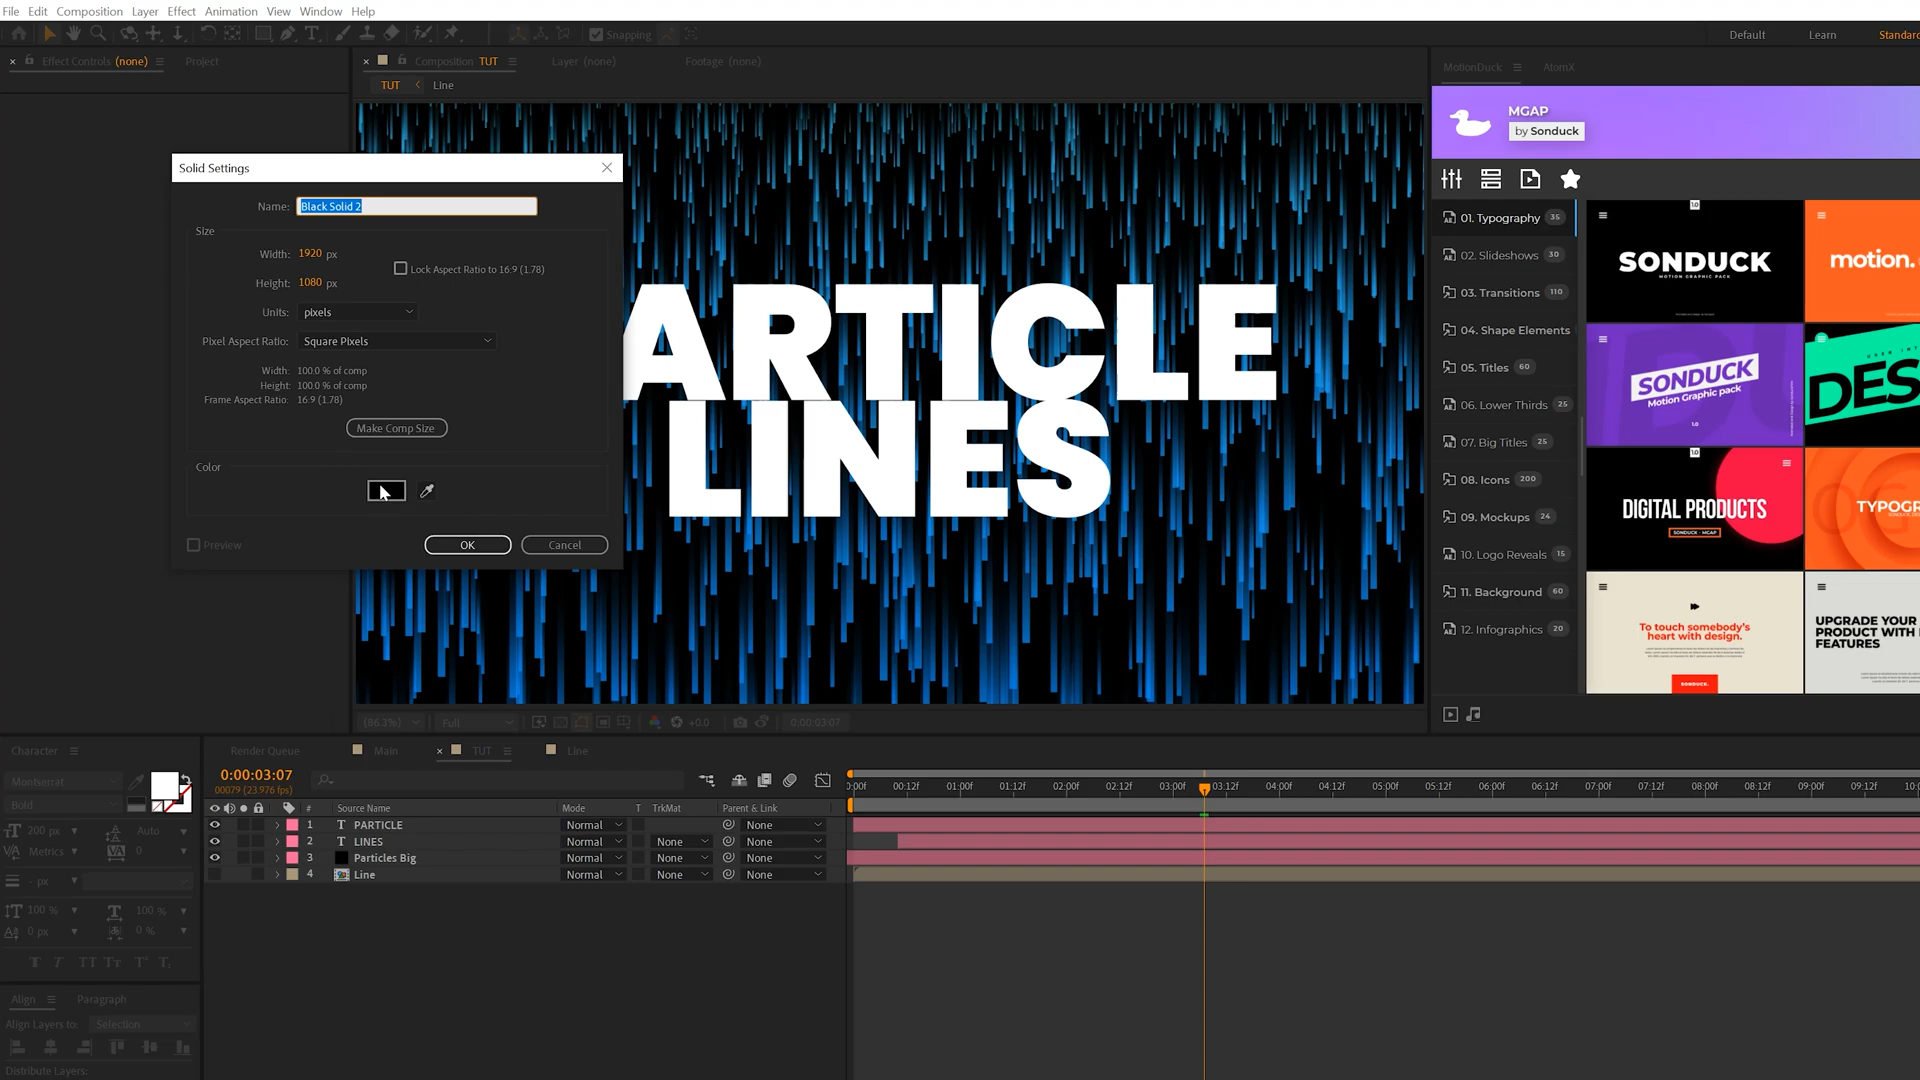 File Edit Composition Layer Effect Animation View Window Help
Snapping
Default Learn Standard
Effect Controls (none) Project
Composition TUT Layer (none) Footage (none)
TUT Line
Solid Settings
Name: Black Solid 2
Size
Width: 1920 px
Lock Aspect Ratio to 16:9 (1.78)
Height: 1080 px
Units: pixels
Pixel Aspect Ratio: Square Pixels
Width: 100.0 % of comp
Height: 100.0 % of comp
Frame Aspect Ratio: 16:9 (1.78)
Make Comp Size
Color
Preview OK Cancel
ARTICLE
LINES
MotionDuck AtomX
MGAP
by Sonduck
01. Typography 35
02. Slideshows 30
03. Transitions 110
04. Shape Elements
05. Titles 60
06. Lower Thirds 25
07. Big Titles 25
08. Icons 200
09. Mockups 24
10. Logo Reveals 15
11. Background 60
12. Infographics 20
1.0
SONDUCK
MOTION GRAPHIC PACK
motion.
SONDUCK
Motion Graphic pack
1.0
DES
1.0
DIGITAL PRODUCTS
SONDUCK - MGAP
TYPOGR
To touch somebody's
heart with design.
SONDUCK.
UPGRADE YOUR
PRODUCT WITH
FEATURES
(86.3%) Full +0.0 0:00:03:07
Character
Montserrat
Bold
200 px Auto
Metrics 0
- px
100 % 100 %
0 px 0 %
Align Paragraph
Align Layers to: Selection
Distribute Layers:
Render Queue Main TUT Line
0:00:03:07
00079 (23.976 fps)
# Source Name Mode T TrkMat Parent & Link
1 T PARTICLE Normal None
2 T LINES Normal None None
3 Particles Big Normal None None
4 Line Normal None None
0:00f 00:12f 01:00f 01:12f 02:00f 02:12f 03:00f 03:12f 04:00f 04:12f 05:00f 05:12f 06:00f 06:12f 07:00f 07:12f 08:00f 08:12f 09:00f 09:12f 10:0